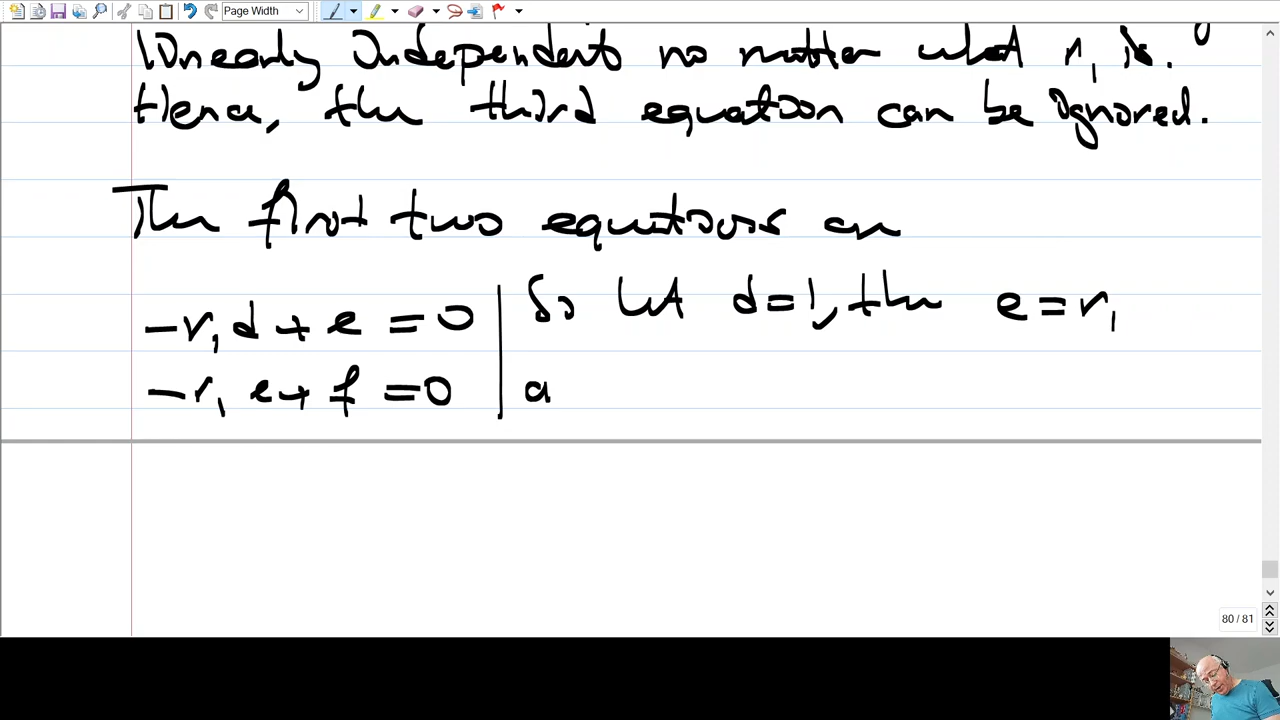 Page Width
linearly independent no matter what r₁ is.
Hence, the third equation can be ignored.
The first two equations are
-r₁d + e = 0 | So let d=1, then e = r₁
-r₁ e + f = 0 | a
80 / 81